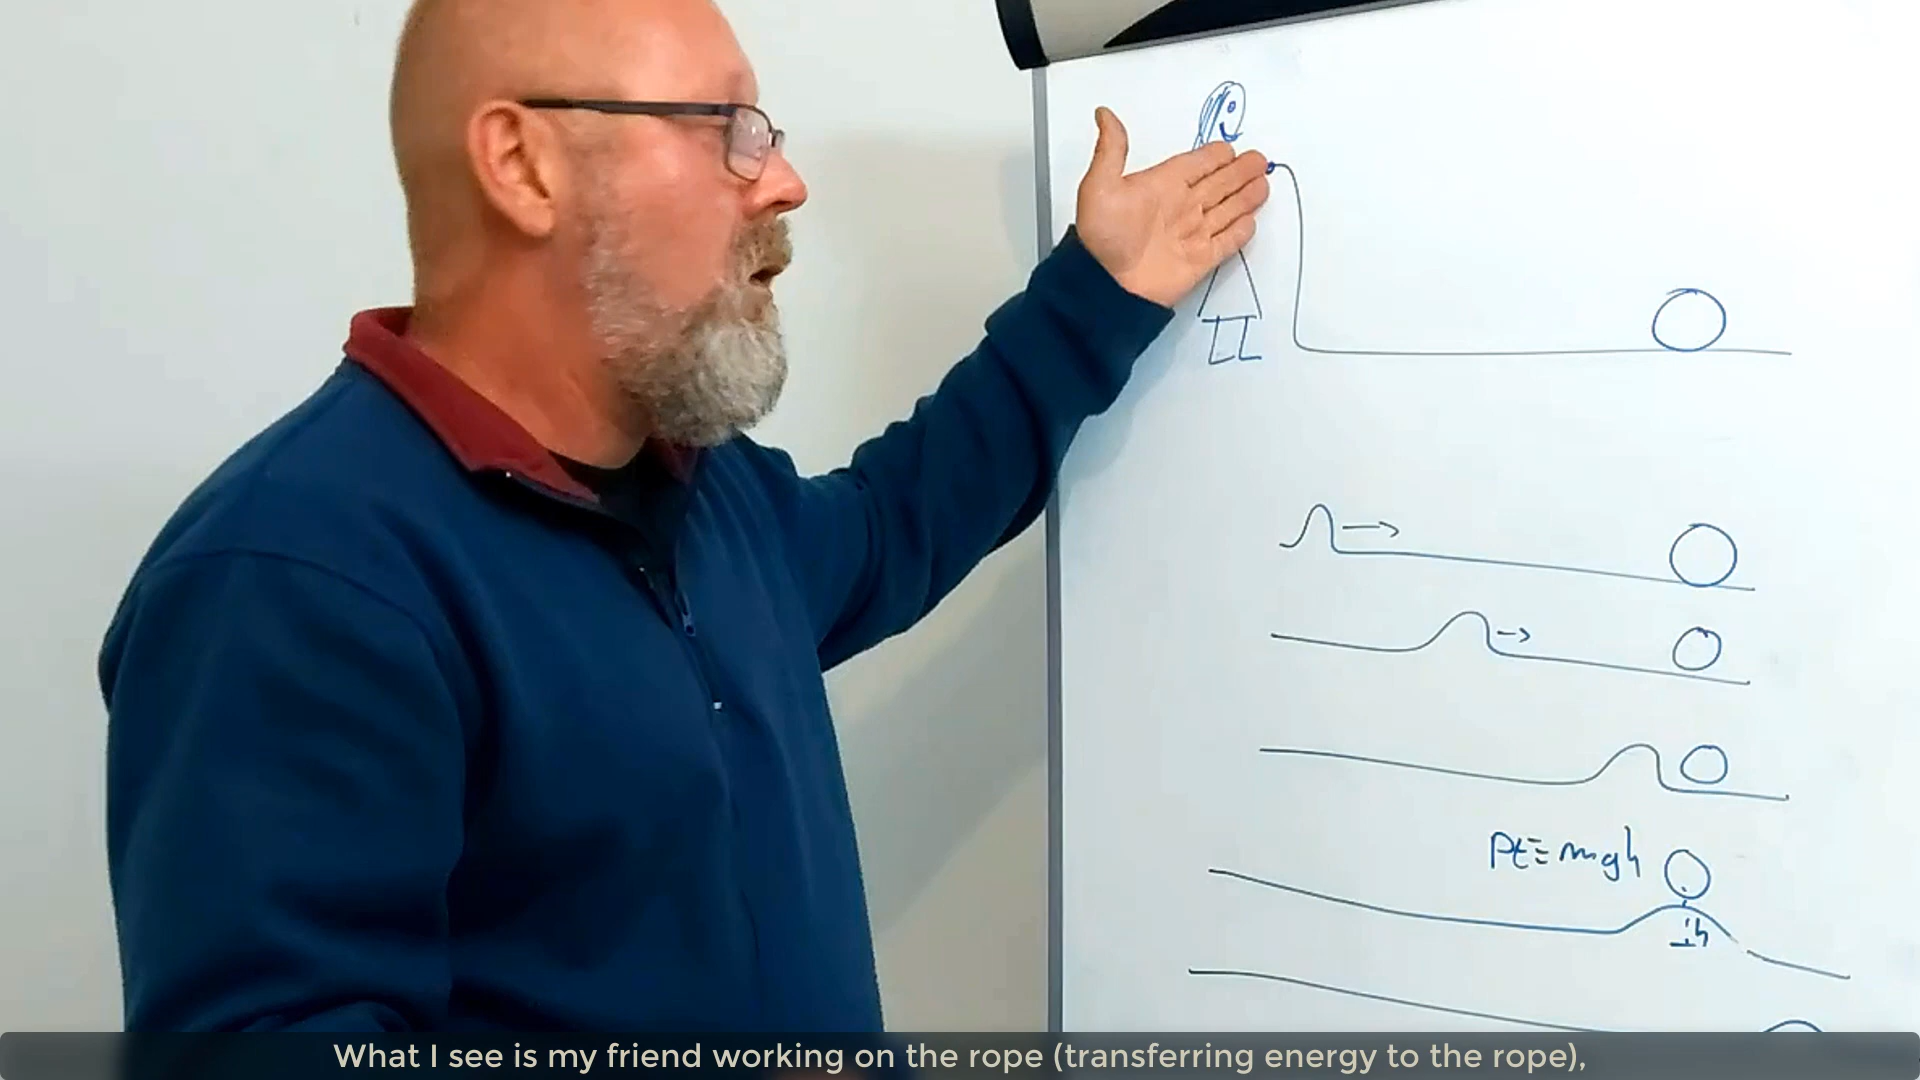 PE = mgh
h
What I see is my friend working on the rope (transferring energy to the rope),